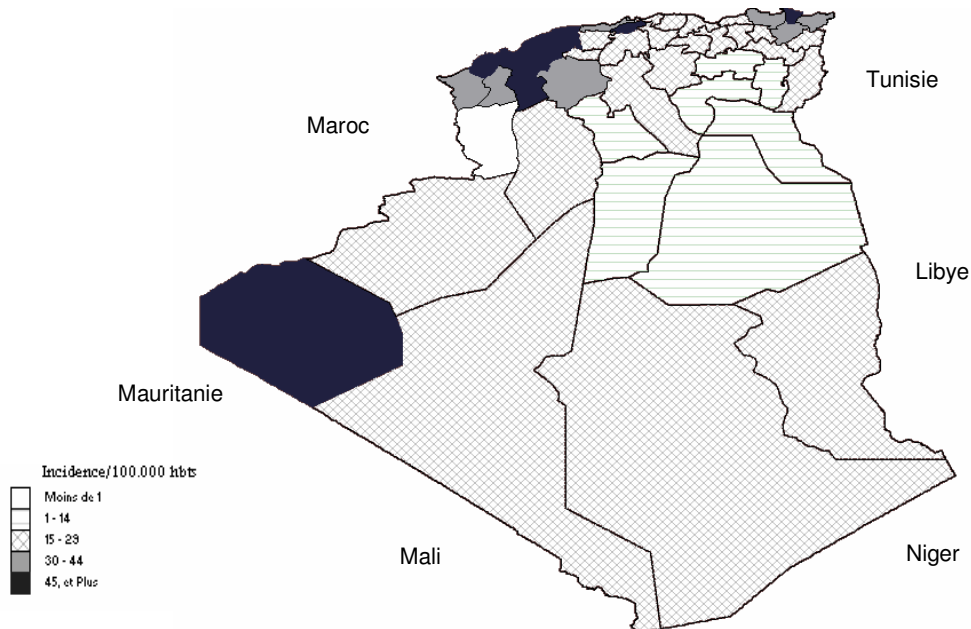 Tunisie
Maroc
Libye
Mauritanie
Incidence/100.000 hbts
Moins de 1
1 - 14
15 - 29
30 - 44
45, et Plus
Mali
Niger